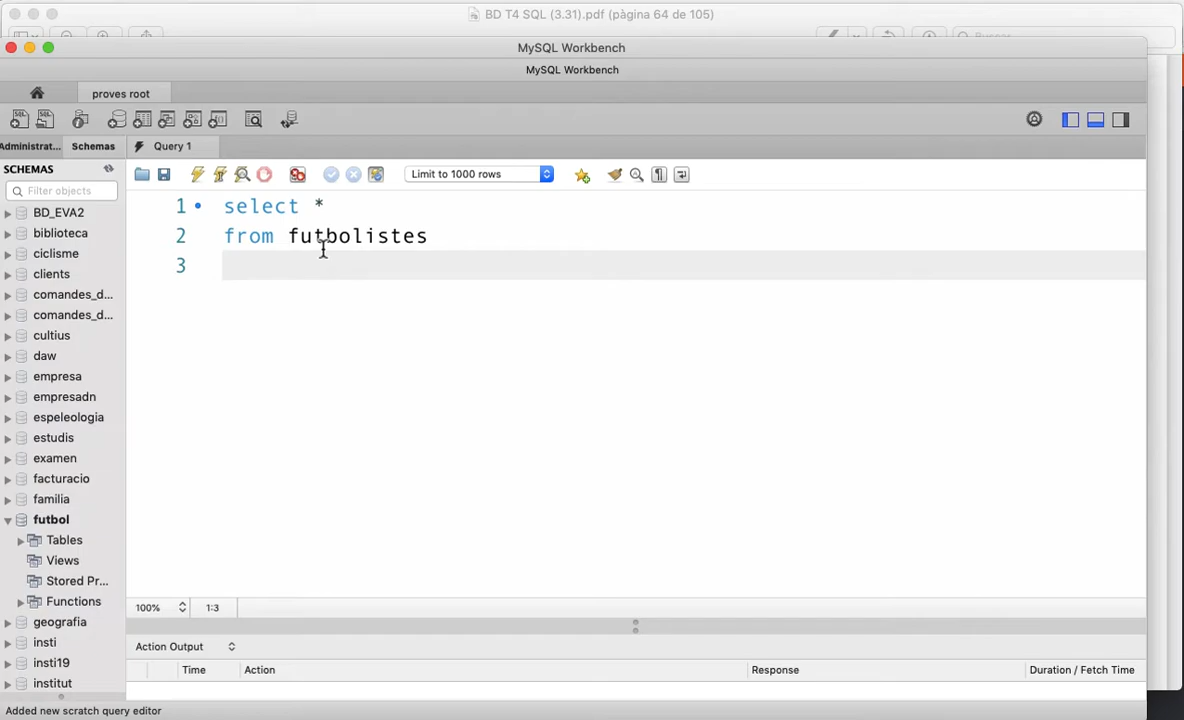 BD T4 SQL (3.31).pdf (pàgina 64 de 105)
MySQL Workbench
MySQL Workbench
proves root
Administrat... Schemas Query 1
SCHEMAS
Limit to 1000 rows
Filter objects
BD_EVA2
biblioteca
ciclisme
clients
comandes_d...
comandes_d...
cultius
daw
empresa
empresadn
espeleologia
estudis
examen
facturacio
familia
futbol
Tables
Views
Stored Pr...
Functions
geografia
insti
insti19
institut
1 select *
2 from futbolistes
3
100% 1:3
Action Output
Time Action Response Duration / Fetch Time
Added new scratch query editor